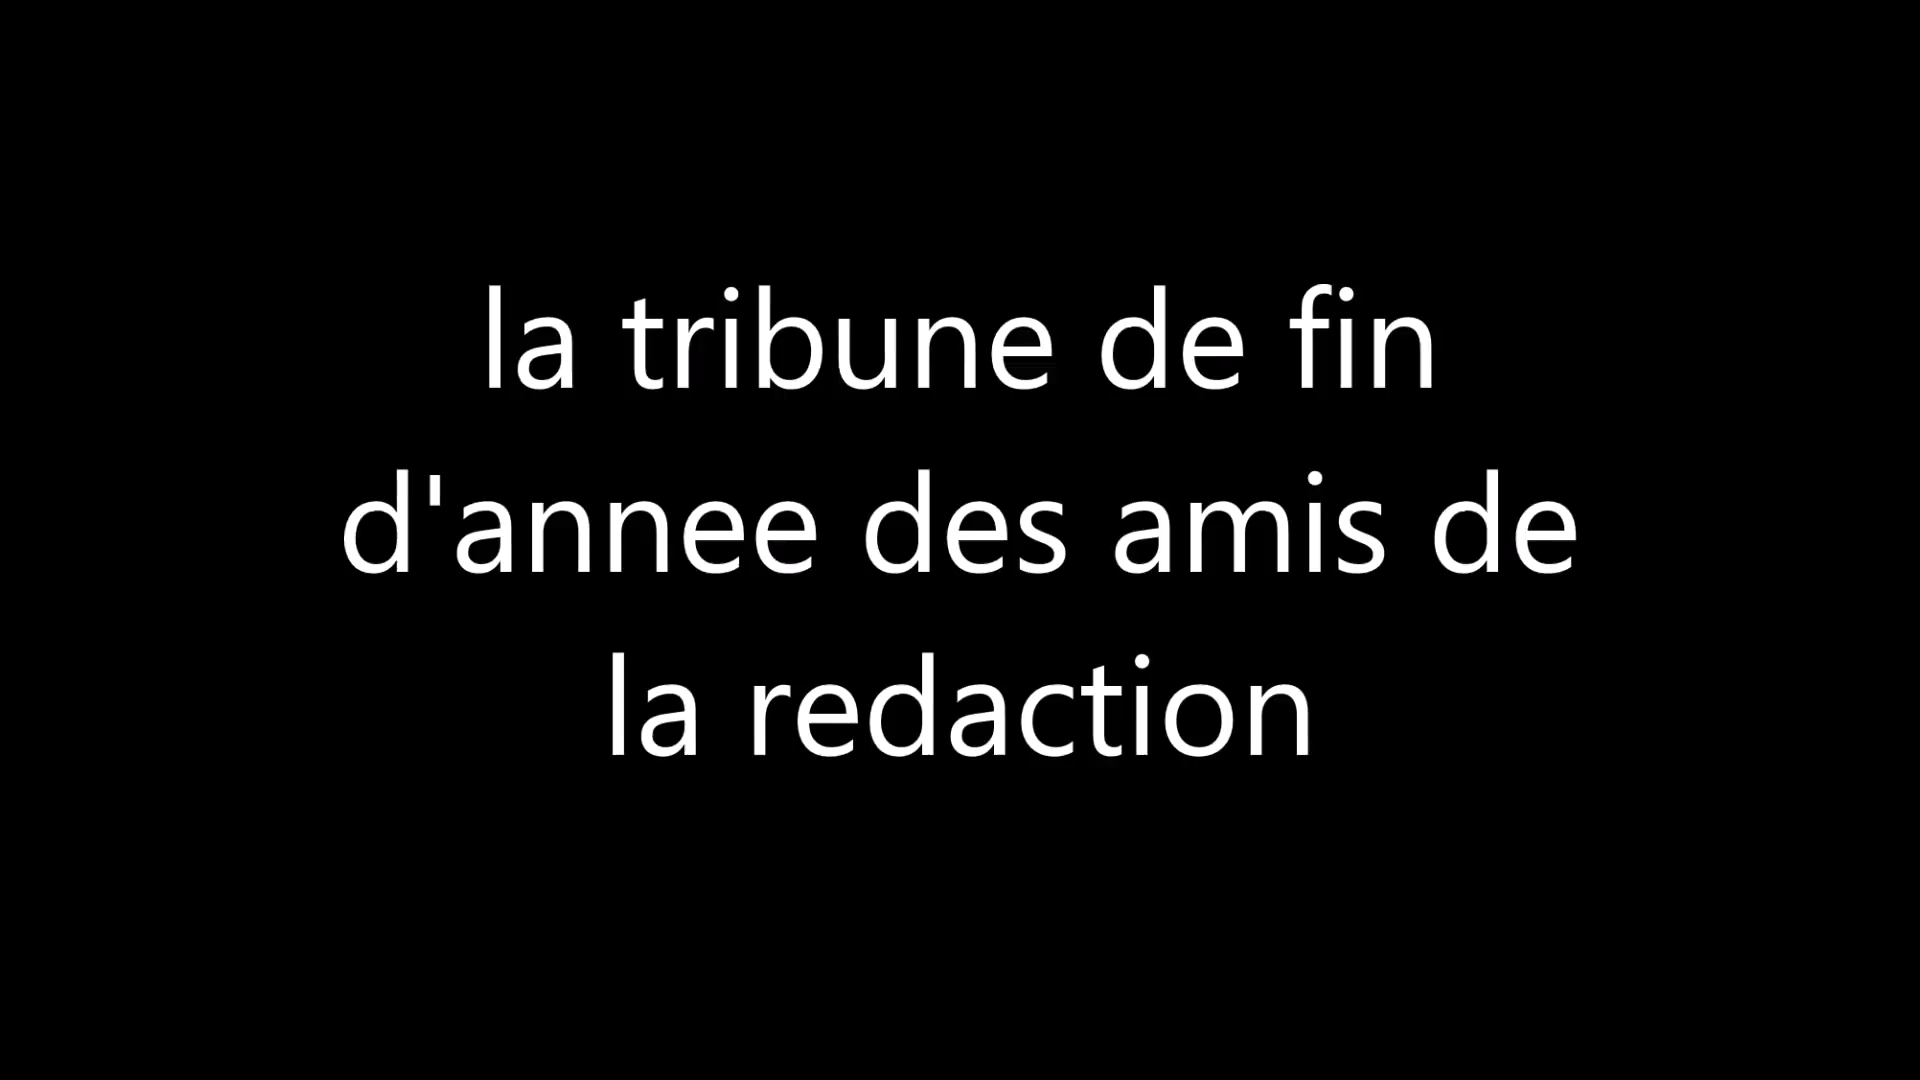 la tribune de fin
d'annee des amis de
la redaction